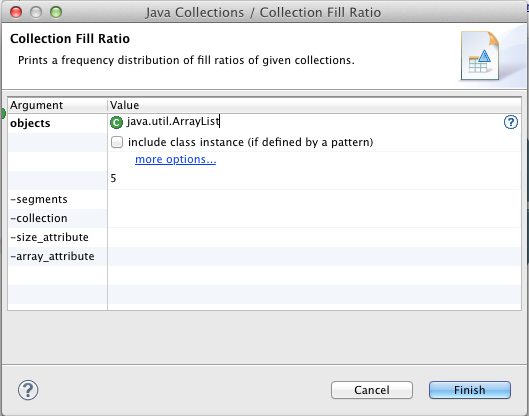 Java Collections / Collection Fill Ratio
Collection Fill Ratio
Prints a frequency distribution of fill ratios of given collections.
Argument Value
objects C java.util.ArrayList ?
include class instance (if defined by a pattern)
more options...
5
-segments
-collection
-size_attribute
-array_attribute
? Cancel Finish